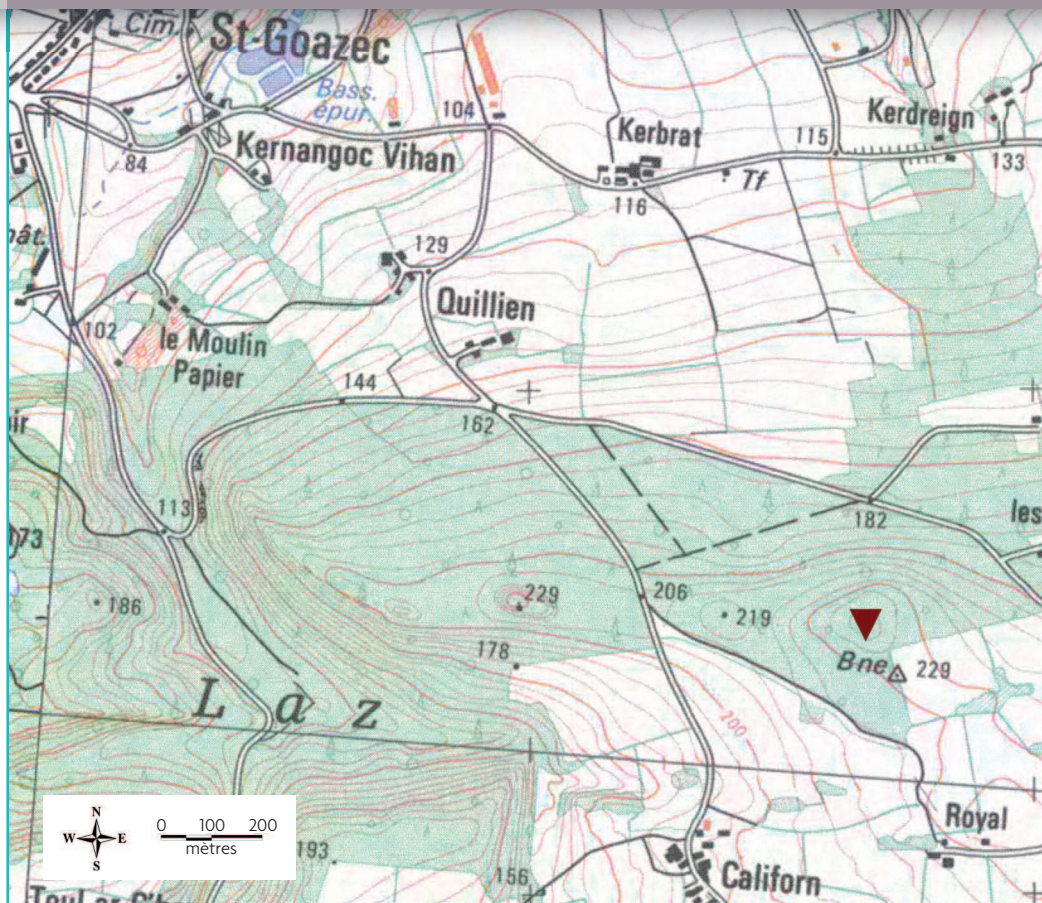 Cim.
St-Goazec
Bass.
épur.
104
Kerbrat
115
Kerdreign
84
Kernangoc Vihan
133
Tf
116
129
Quillien
102
le Moulin
Papier
144
162
113
182
les
186
229
206
219
178
Bne
229
L a z
200
N
W E
S
0 100 200
mètres
193
156
Royal
Californ